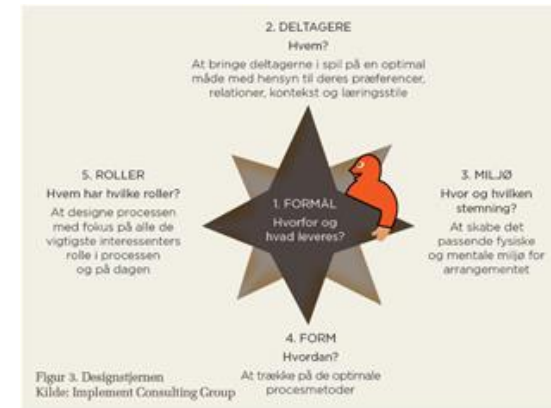 2. DELTAGERE
Hvem?
At bringe deltagerne i spil på en optimal
måde med hensyn til deres præferencer,
relationer, kontekst og læringsstile
5. ROLLER
Hvem har hvilke roller?
At designe processen
med fokus på alle de
vigtigste interessenters
rolle i processen
og på dagen
1. FORMÅL
Hvorfor og
hvad leveres?
3. MILJØ
Hvor og hvilken
stemning?
At skabe det
passende fysiske
og mentale miljø for
arrangementet
4. FORM
Hvordan?
At trække på de optimale
procesmetoder
Figur 3. Designstjernen
Kilde: Implement Consulting Group